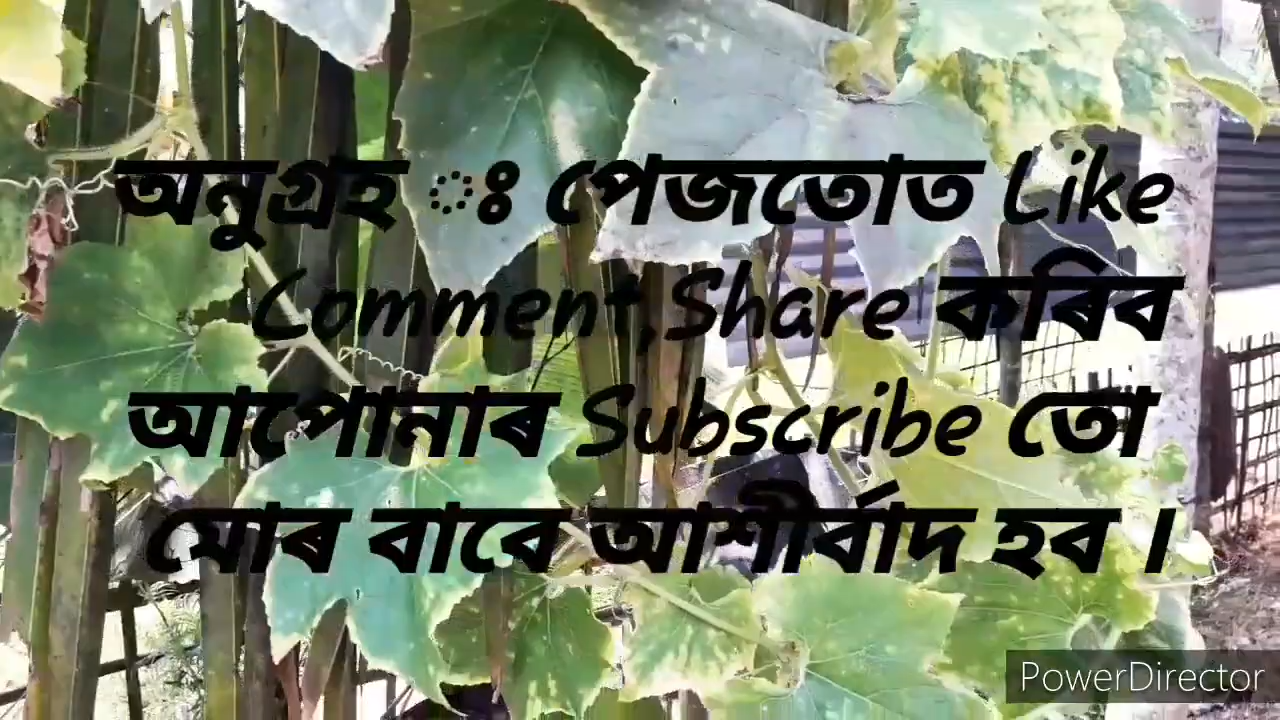 অনুগ্ৰহ ঃ পেজতোত Like
Comment,Share কৰিব
আপোনাৰ Subscribe তো
মোৰ বাবে আশীৰ্বাদ হব ।
PowerDirector